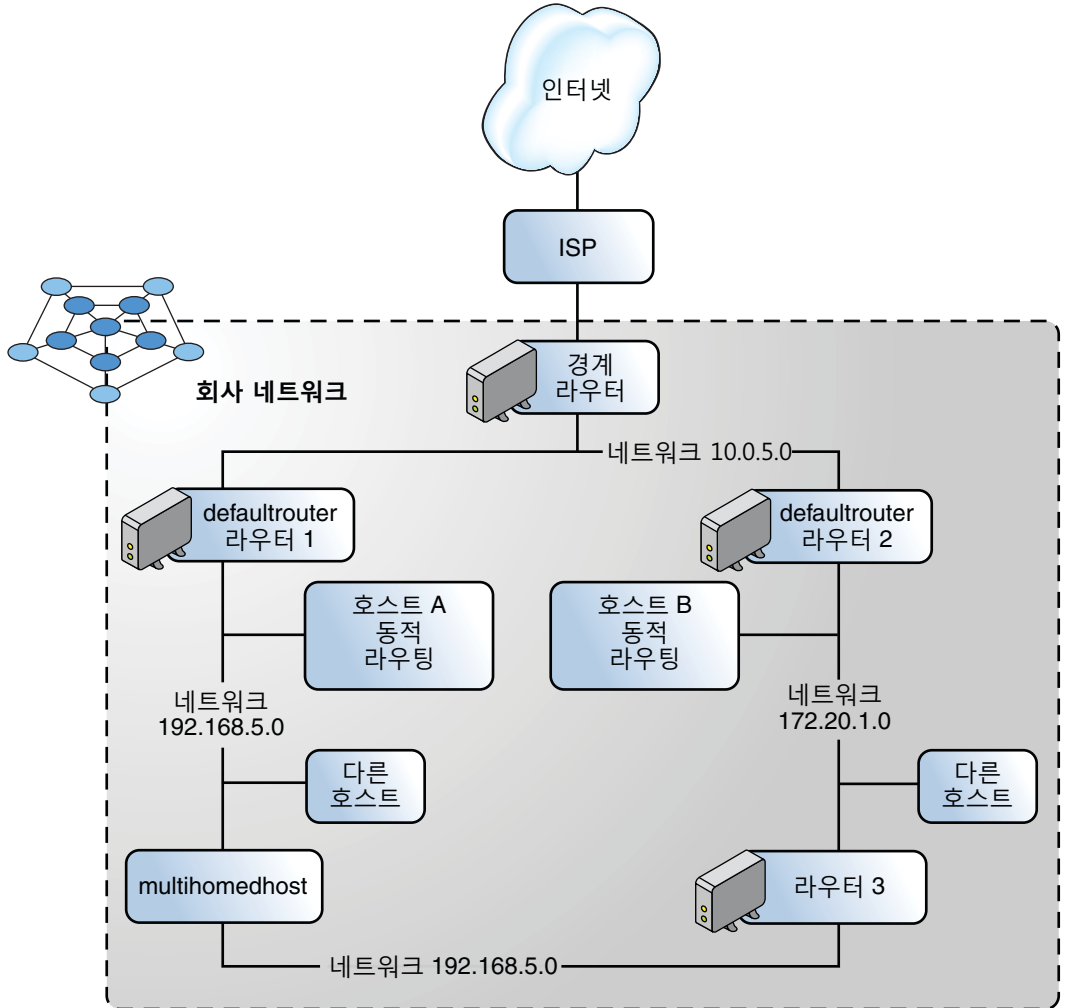 인터넷
ISP
경계
라우터
회사 네트워크
네트워크 10.0.5.0
defaultrouter
라우터 1
defaultrouter
라우터 2
호스트 A
동적
라우팅
호스트 B
동적
라우팅
네트워크
192.168.5.0
네트워크
172.20.1.0
다른
호스트
다른
호스트
multihomedhost
라우터 3
네트워크 192.168.5.0